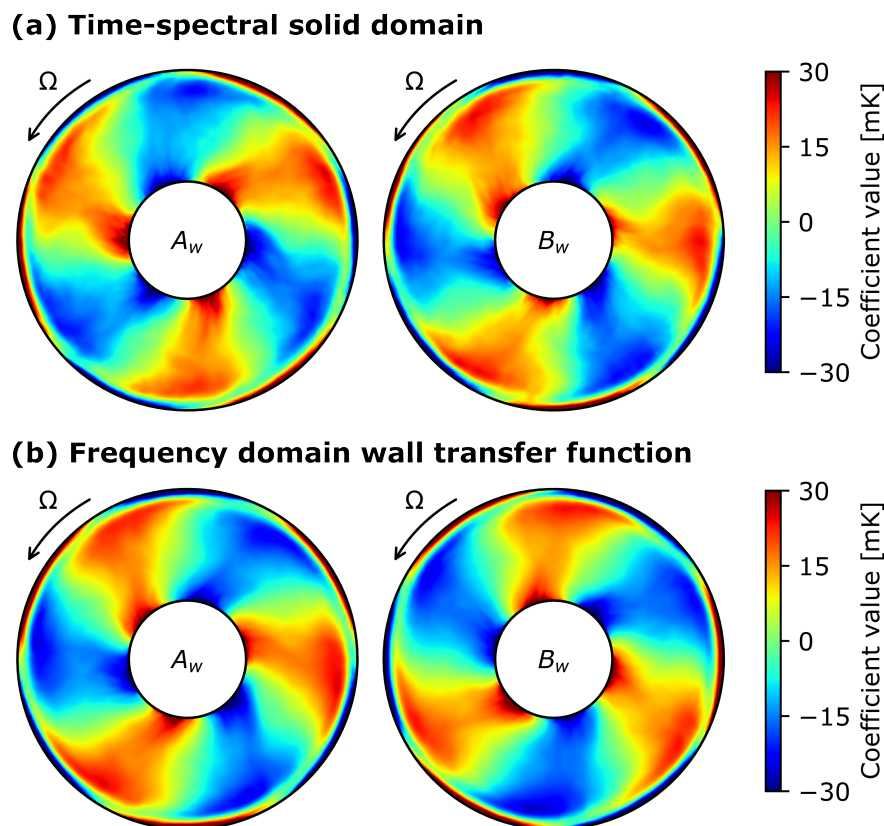 (a) Time-spectral solid domain
Ω
A_w
Ω
B_w
30
15
0
−15
−30
Coefficient value [mK]
(b) Frequency domain wall transfer function
Ω
A_w
Ω
B_w
30
15
0
−15
−30
Coefficient value [mK]